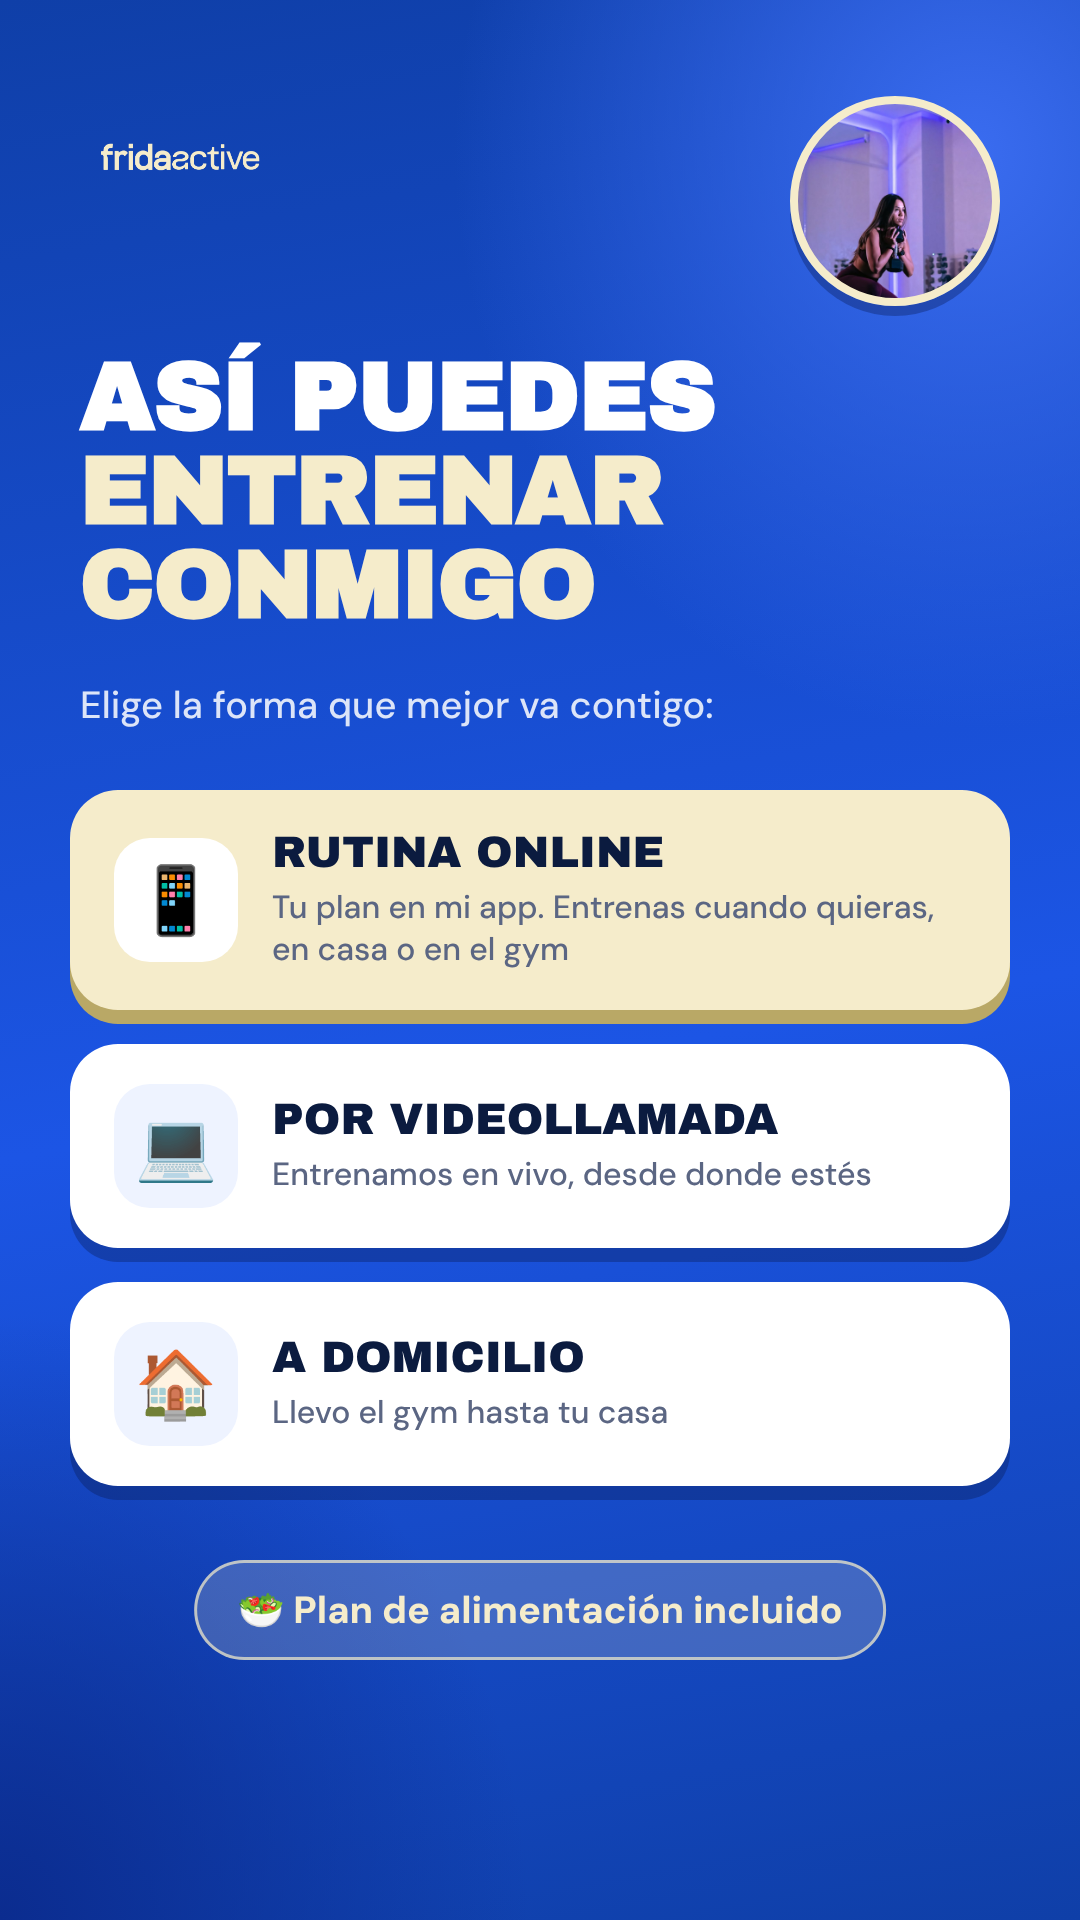 fridaactive
ASÍ PUEDES
ENTRENAR
CONMIGO
Elige la forma que mejor va contigo:
RUTINA ONLINE
Tu plan en mi app. Entrenas cuando quieras,
en casa o en el gym
POR VIDEOLLAMADA
Entrenamos en vivo, desde donde estés
A DOMICILIO
Llevo el gym hasta tu casa
🥗 Plan de alimentación incluido